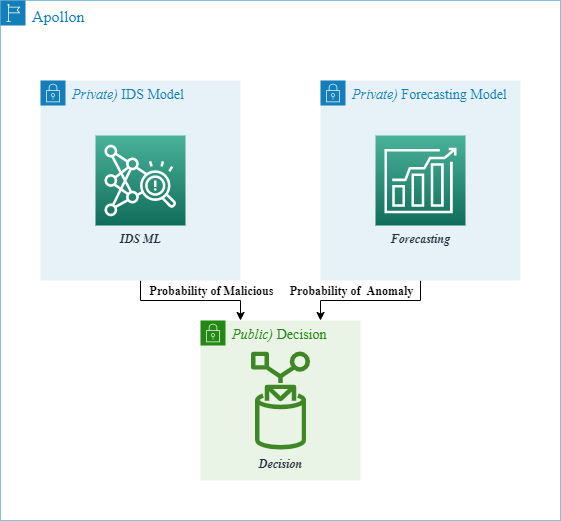 Apollon
Private) IDS Model
Private) Forecasting Model
IDS ML
Forecasting
Probability of Malicious
Probability of Anomaly
Public) Decision
Decision